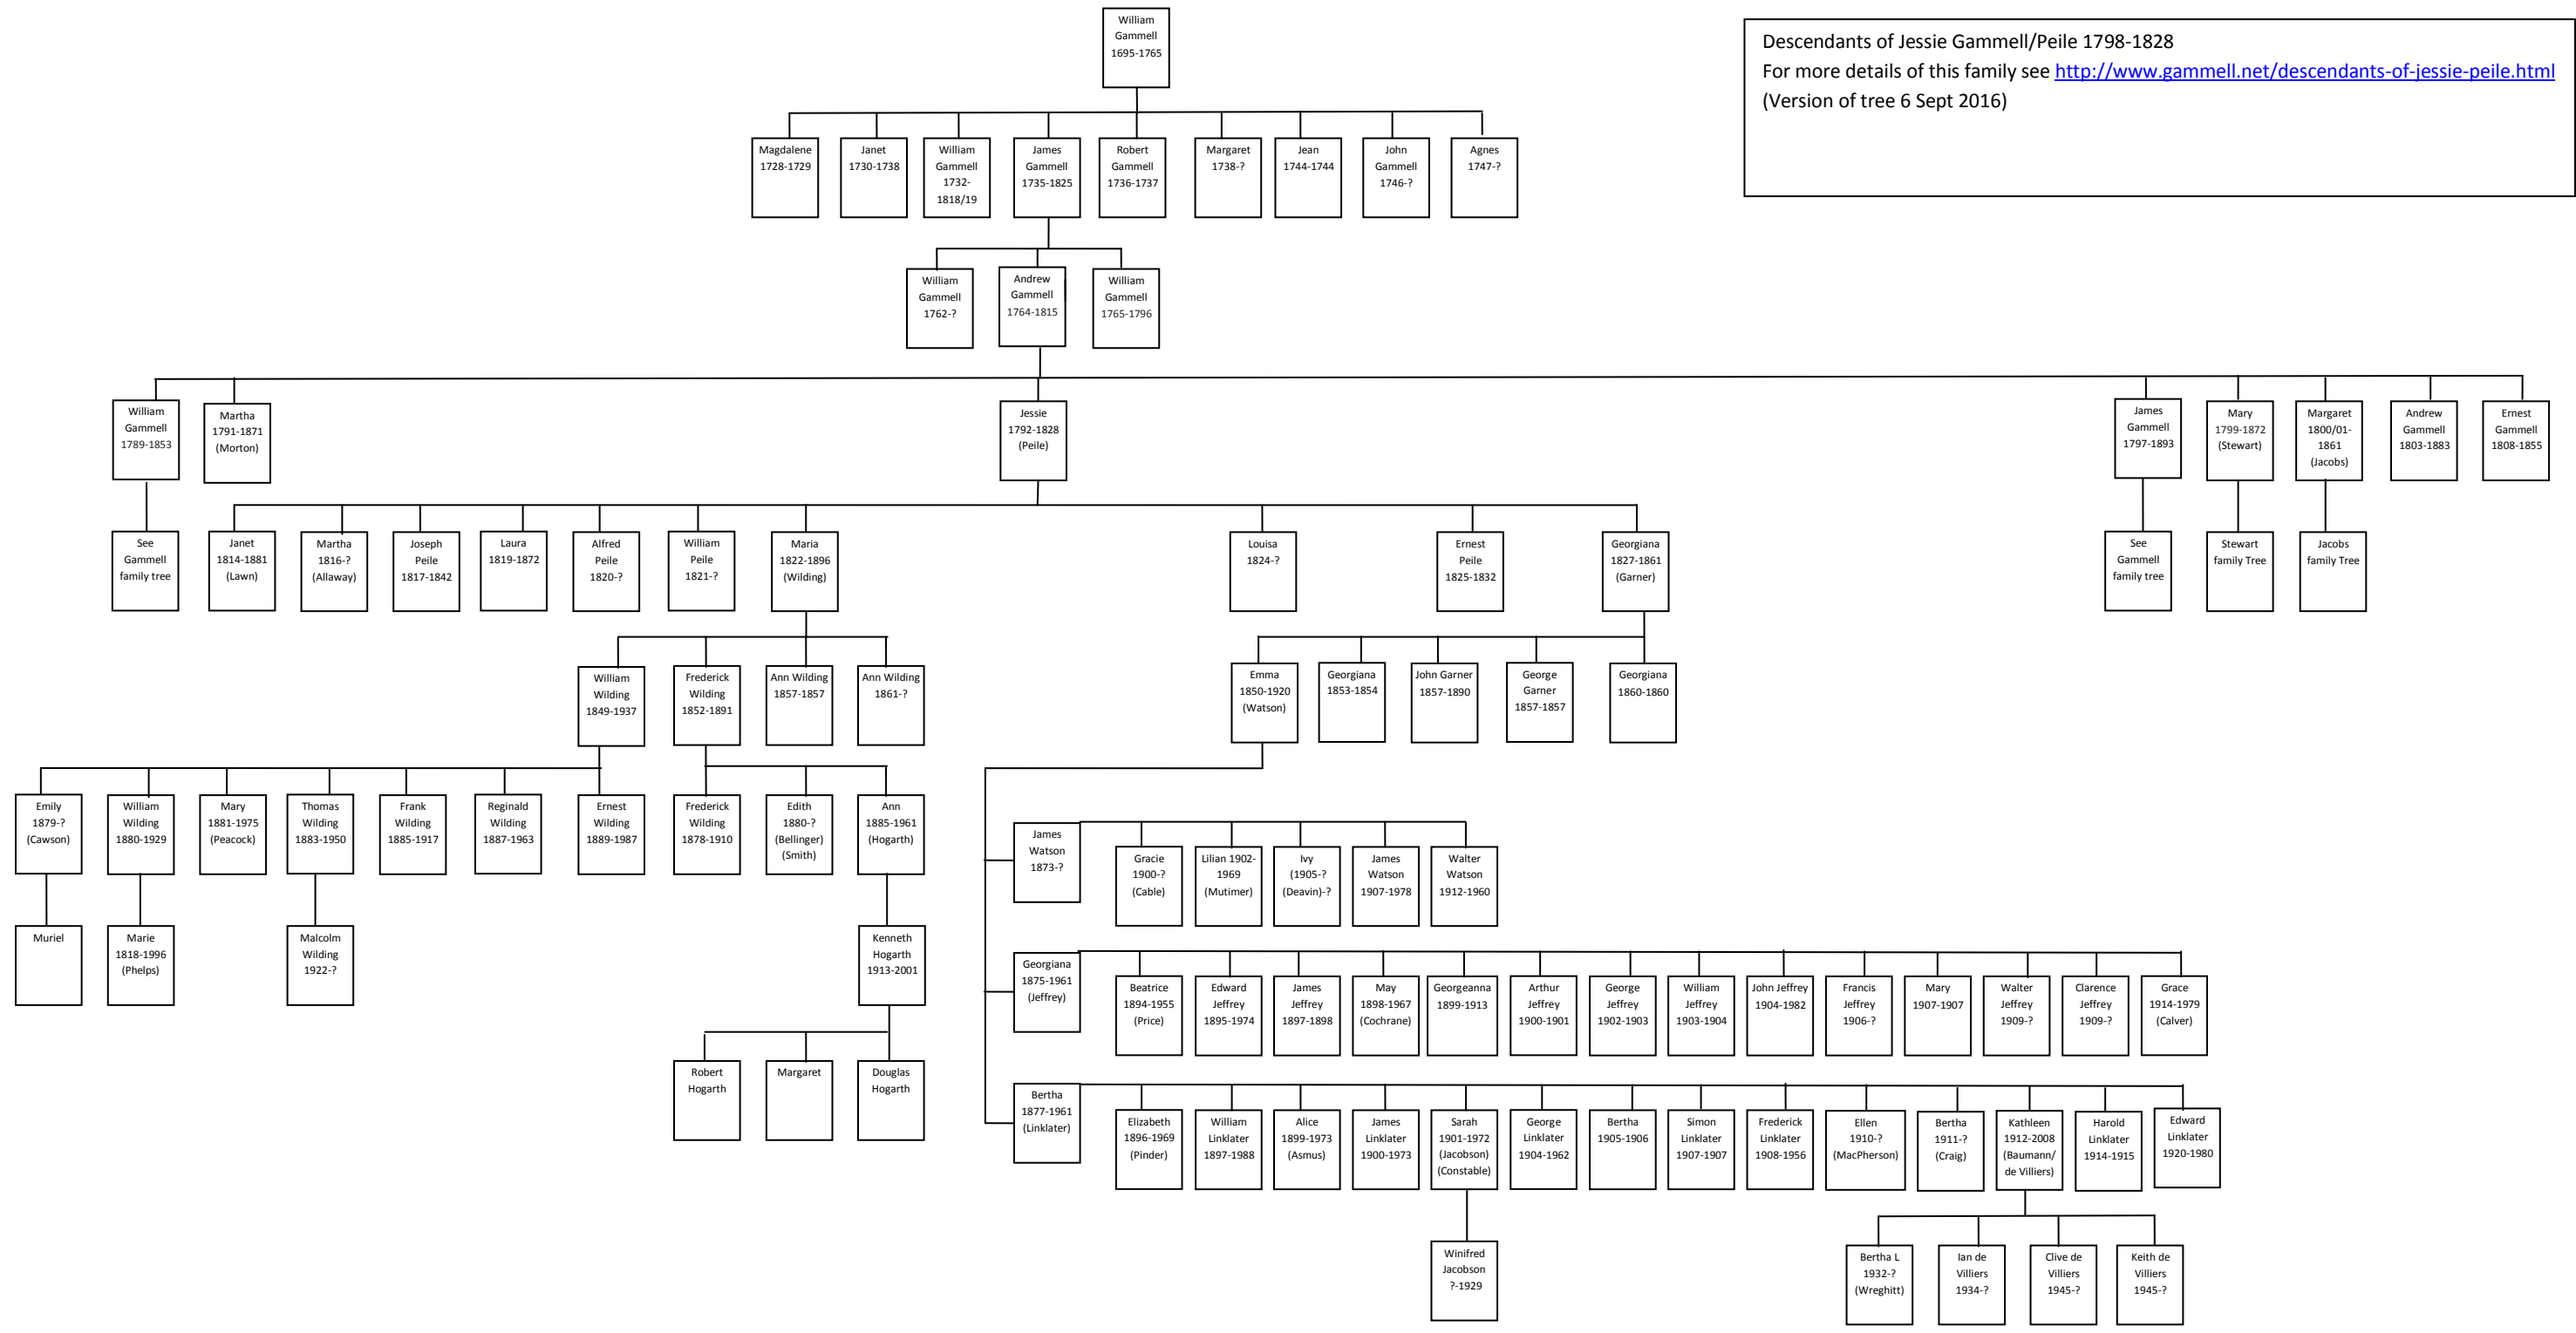 William
Gammell
1695-1765
Descendants of Jessie Gammell/Peile 1798-1828
For more details of this family see http://www.gammell.net/descendants-of-jessie-peile.html
(Version of tree 6 Sept 2016)
Magdalene
1728-1729
Janet
1730-1738
William
Gammell
1732-
1818/19
James
Gammell
1735-1825
Robert
Gammell
1736-1737
Margaret
1738-?
Jean
1744-1744
John
Gammell
1746-?
Agnes
1747-?
William
Gammell
1762-?
Andrew
Gammell
1764-1815
William
Gammell
1765-1796
William
Gammell
1789-1853
Martha
1791-1871
(Morton)
Jessie
1792-1828
(Peile)
James
Gammell
1797-1893
Mary
1799-1872
(Stewart)
Margaret
1800/01-
1861
(Jacobs)
Andrew
Gammell
1803-1883
Ernest
Gammell
1808-1855
See
Gammell
family tree
Janet
1814-1881
(Lawn)
Martha
1816-?
(Allaway)
Joseph
Peile
1817-1842
Laura
1819-1872
Alfred
Peile
1820-?
William
Peile
1821-?
Maria
1822-1896
(Wilding)
Louisa
1824-?
Ernest
Peile
1825-1832
Georgiana
1827-1861
(Garner)
See
Gammell
family tree
Stewart
family Tree
Jacobs
family Tree
William
Wilding
1849-1937
Frederick
Wilding
1852-1891
Ann Wilding
1857-1857
Ann Wilding
1861-?
Emma
1850-1920
(Watson)
Georgiana
1853-1854
John Garner
1857-1890
George
Garner
1857-1857
Georgiana
1860-1860
Emily
1879-?
(Cawson)
William
Wilding
1880-1929
Mary
1881-1975
(Peacock)
Thomas
Wilding
1883-1950
Frank
Wilding
1885-1917
Reginald
Wilding
1887-1963
Ernest
Wilding
1889-1987
Frederick
Wilding
1878-1910
Edith
1880-?
(Bellinger)
(Smith)
Ann
1885-1961
(Hogarth)
James
Watson
1873-?
Gracie
1900-?
(Cable)
Lilian 1902-
1969
(Mutimer)
Ivy
(1905-?
(Deavin)-?
James
Watson
1907-1978
Walter
Watson
1912-1960
Muriel
Marie
1818-1996
(Phelps)
Malcolm
Wilding
1922-?
Kenneth
Hogarth
1913-2001
Georgiana
1875-1961
(Jeffrey)
Beatrice
1894-1955
(Price)
Edward
Jeffrey
1895-1974
James
Jeffrey
1897-1898
May
1898-1967
(Cochrane)
Georgeanna
1899-1913
Arthur
Jeffrey
1900-1901
George
Jeffrey
1902-1903
William
Jeffrey
1903-1904
John Jeffrey
1904-1982
Francis
Jeffrey
1906-?
Mary
1907-1907
Walter
Jeffrey
1909-?
Clarence
Jeffrey
1909-?
Grace
1914-1979
(Calver)
Robert
Hogarth
Margaret
Douglas
Hogarth
Bertha
1877-1961
(Linklater)
Elizabeth
1896-1969
(Pinder)
William
Linklater
1897-1988
Alice
1899-1973
(Asmus)
James
Linklater
1900-1973
Sarah
1901-1972
(Jacobson)
(Constable)
George
Linklater
1904-1962
Bertha
1905-1906
Simon
Linklater
1907-1907
Frederick
Linklater
1908-1956
Ellen
1910-?
(MacPherson)
Bertha
1911-?
(Craig)
Kathleen
1912-2008
(Baumann/
de Villiers)
Harold
Linklater
1914-1915
Edward
Linklater
1920-1980
Winifred
Jacobson
?-1929
Bertha L
1932-?
(Wreghitt)
Ian de
Villiers
1934-?
Clive de
Villiers
1945-?
Keith de
Villiers
1945-?